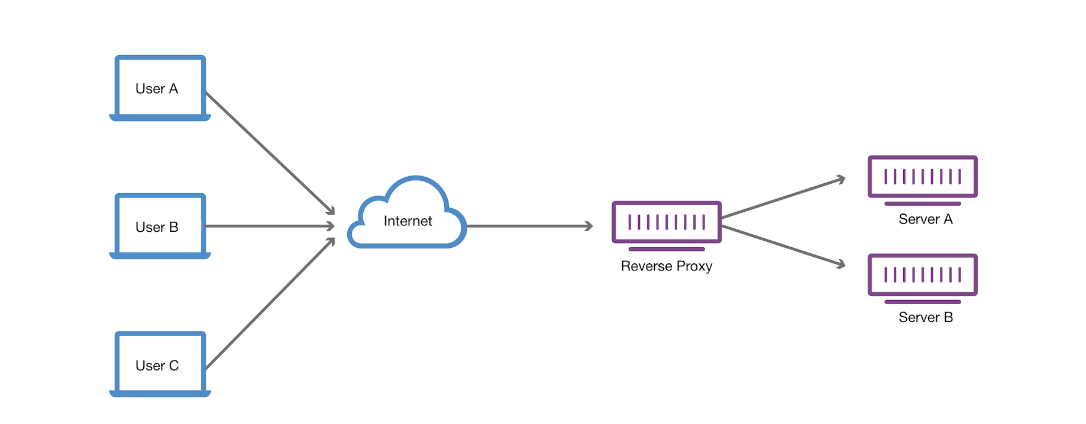 User A
User B
User C
Internet
Reverse Proxy
Server A
Server B